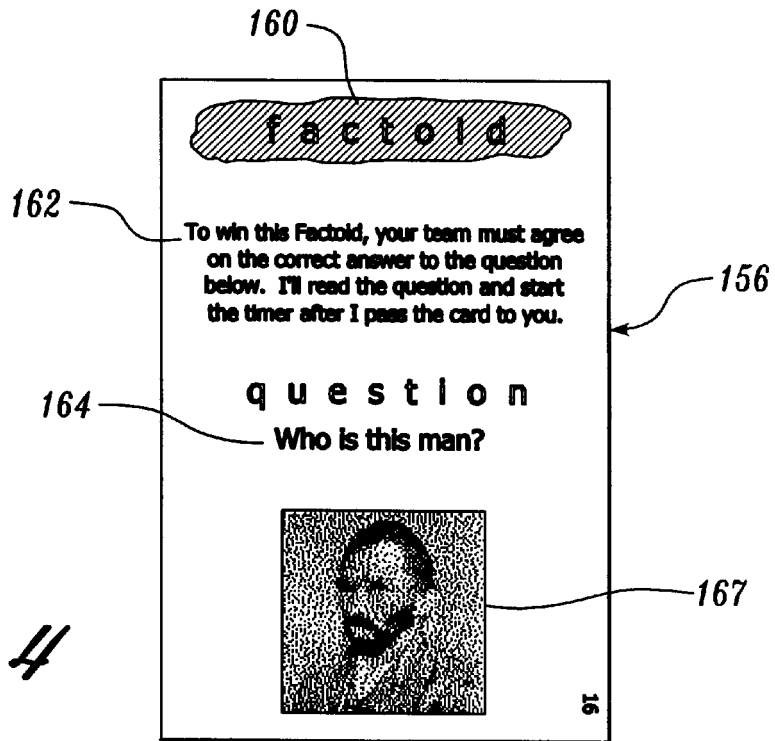 160
f a c t o i d
162
To win this Factoid, your team must agree
on the correct answer to the question
below. I'll read the question and start
the timer after I pass the card to you.
156
q u e s t i o n
164
Who is this man?
167
4
16